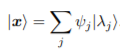 |𝒙⟩ = ∑_j ψ_j |λ_j⟩